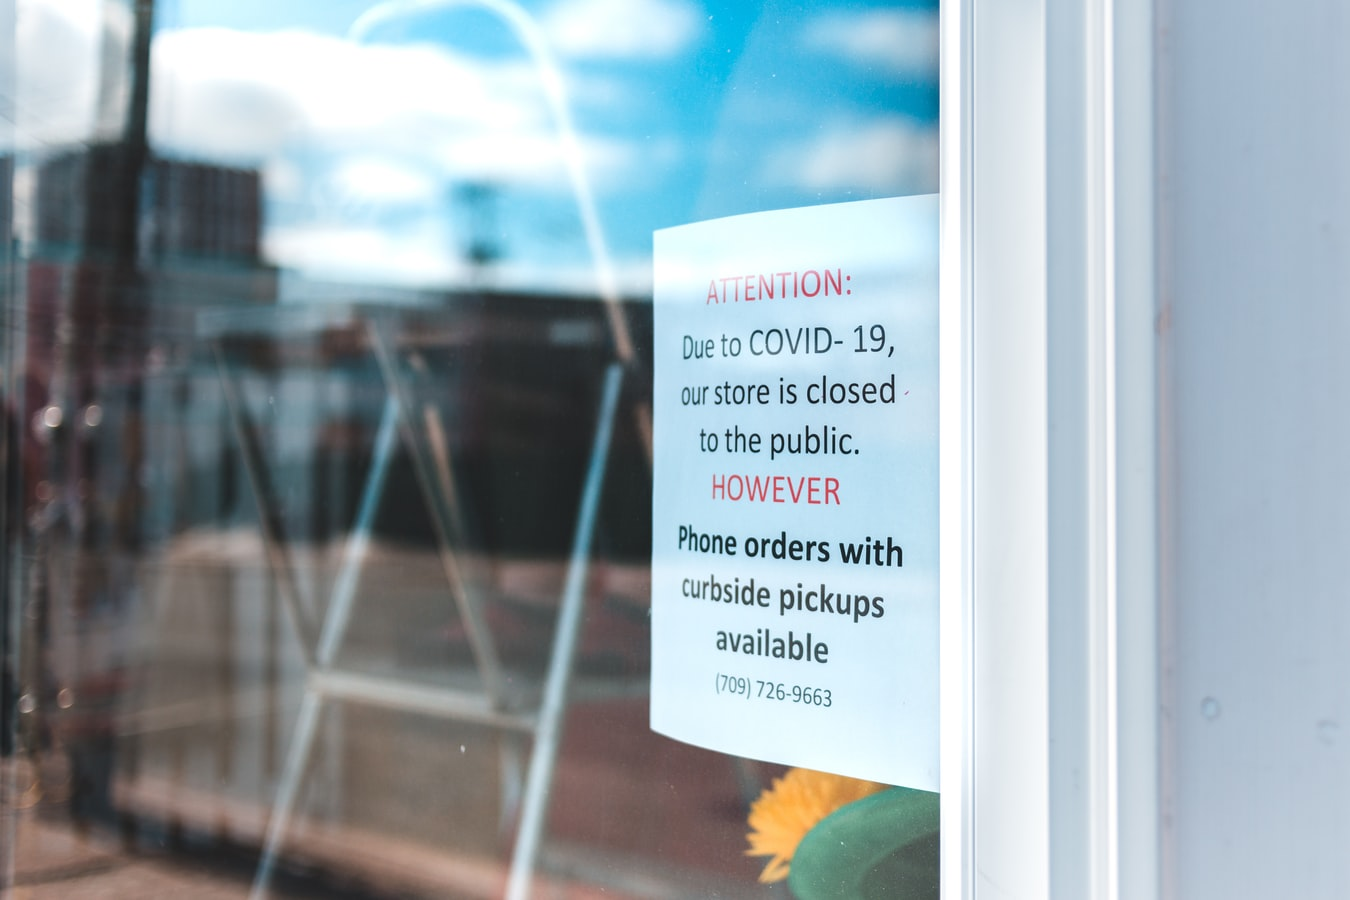 ATTENTION:
Due to COVID- 19,
our store is closed
to the public.
HOWEVER
Phone orders with
curbside pickups
available
(709) 726-9663